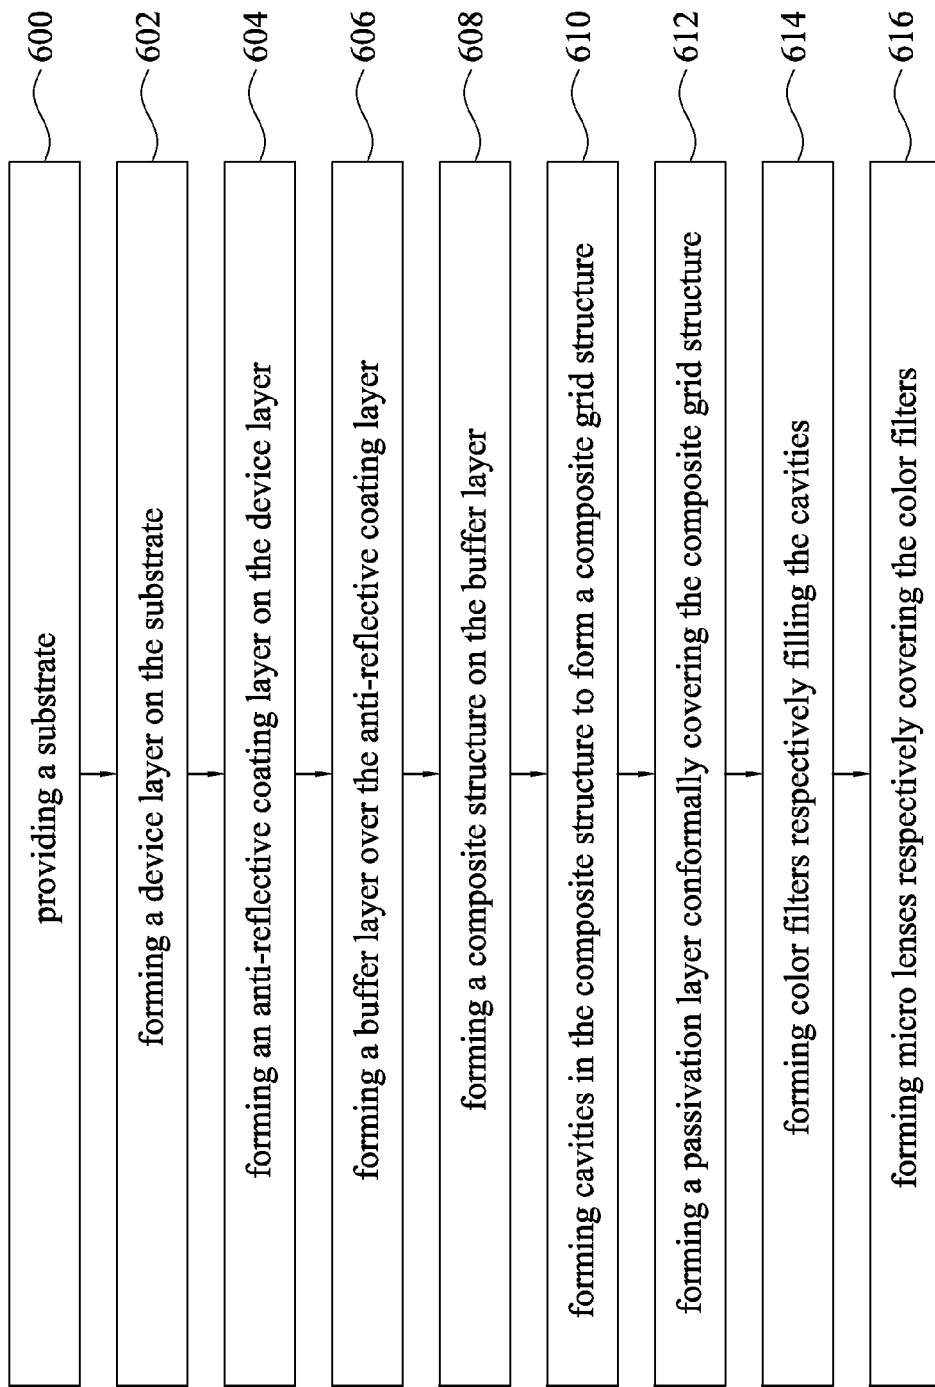 providing a substrate
600
forming a device layer on the substrate
602
forming an anti-reflective coating layer on the device layer
604
forming a buffer layer over the anti-reflective coating layer
606
forming a composite structure on the buffer layer
608
forming cavities in the composite structure to form a composite grid structure
610
forming a passivation layer conformally covering the composite grid structure
612
forming color filters respectively filling the cavities
614
forming micro lenses respectively covering the color filters
616